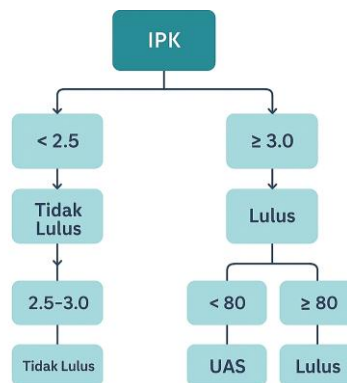 IPK
< 2.5
≥ 3.0
Tidak
Lulus
Lulus
2.5-3.0
< 80
≥ 80
Tidak Lulus
UAS
Lulus